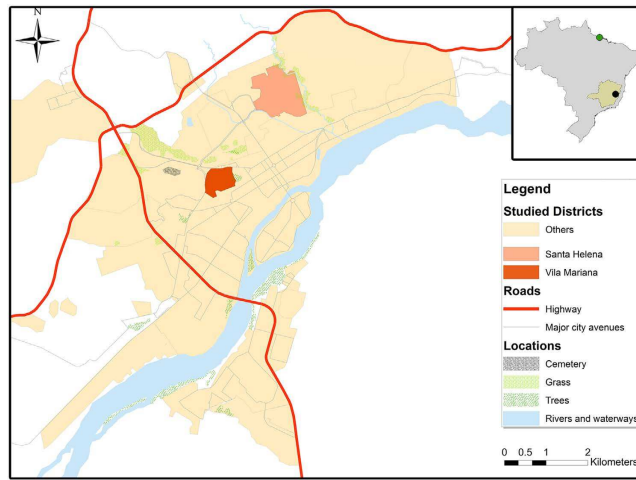 N
Legend
Studied Districts
Others
Santa Helena
Vila Mariana
Roads
Highway
Major city avenues
Locations
Cemetery
Grass
Trees
Rivers and waterways
0 0.5 1 2
Kilometers